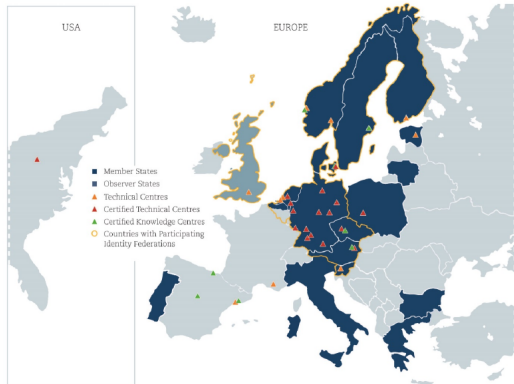 USA
EUROPE
Member States
Observer States
Technical Centres
Certified Technical Centres
Certified Knowledge Centres
Countries with Participating
Identity Federations